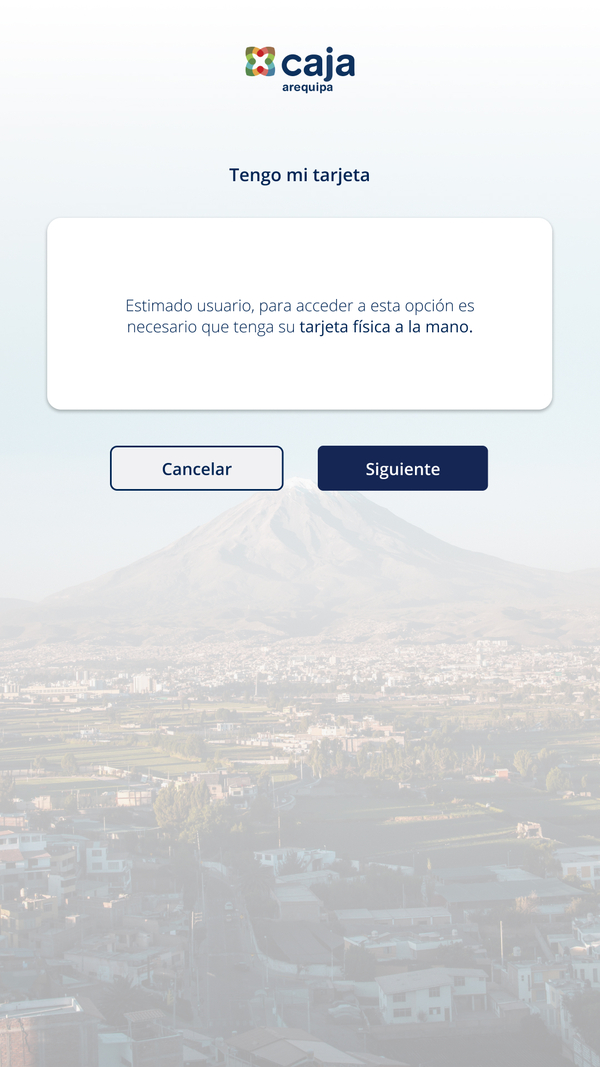 caja
arequipa
Tengo mi tarjeta
Estimado usuario, para acceder a esta opción es
necesario que tenga su tarjeta física a la mano.
Cancelar
Siguiente